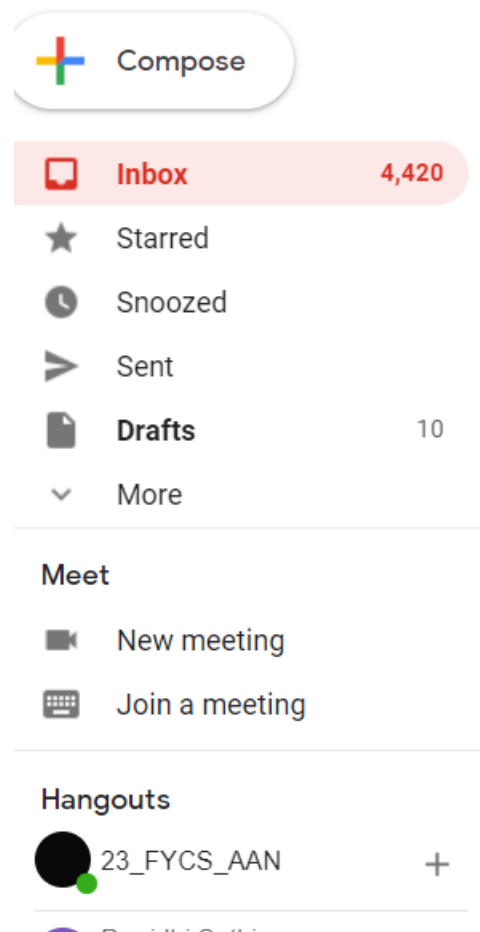 Compose
Inbox 4,420
Starred
Snoozed
Sent
Drafts 10
More
Meet
New meeting
Join a meeting
Hangouts
23_FYCS_AAN